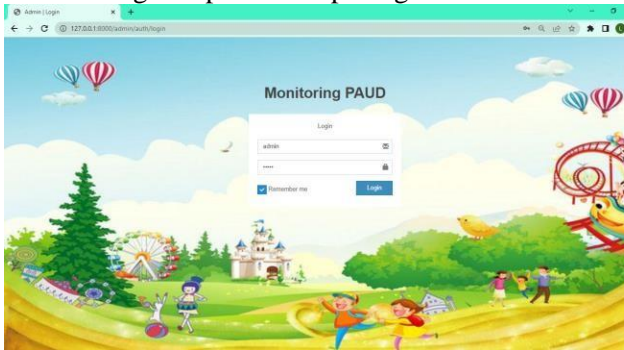 Admin | Login
127.0.0.1:8000/admin/auth/login
Monitoring PAUD
Login
admin
•••••
Remember me
Login